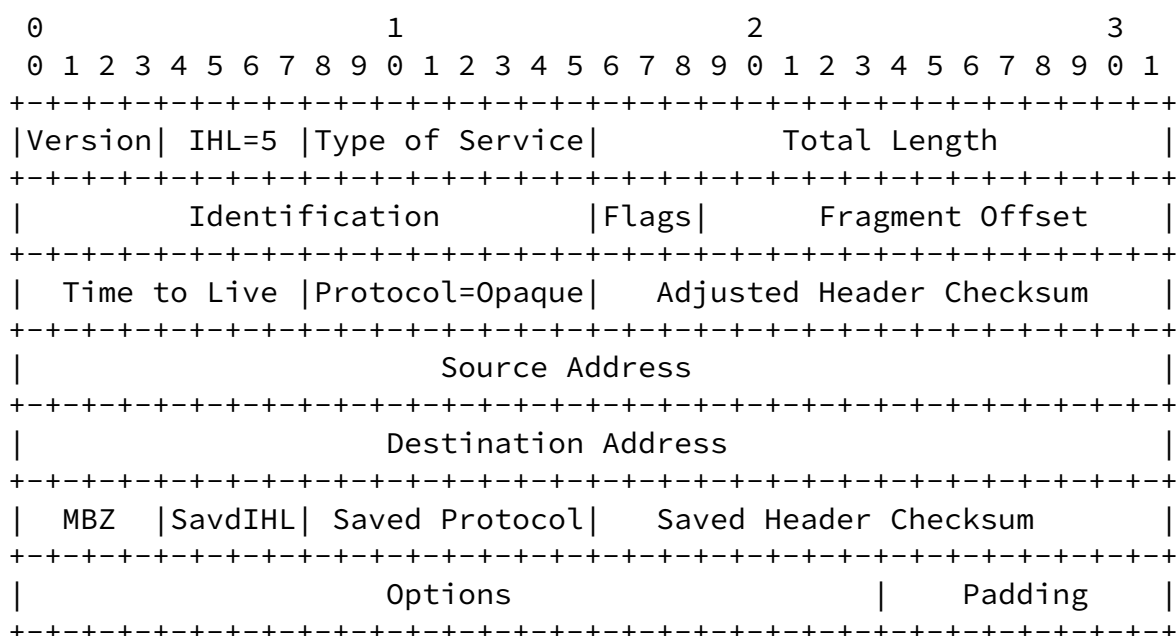 0                   1                   2                   3
 0 1 2 3 4 5 6 7 8 9 0 1 2 3 4 5 6 7 8 9 0 1 2 3 4 5 6 7 8 9 0 1
+-+-+-+-+-+-+-+-+-+-+-+-+-+-+-+-+-+-+-+-+-+-+-+-+-+-+-+-+-+-+-+-+
|Version| IHL=5 |Type of Service|          Total Length         |
+-+-+-+-+-+-+-+-+-+-+-+-+-+-+-+-+-+-+-+-+-+-+-+-+-+-+-+-+-+-+-+-+
|         Identification        |Flags|      Fragment Offset    |
+-+-+-+-+-+-+-+-+-+-+-+-+-+-+-+-+-+-+-+-+-+-+-+-+-+-+-+-+-+-+-+-+
|  Time to Live |Protocol=Opaque|   Adjusted Header Checksum    |
+-+-+-+-+-+-+-+-+-+-+-+-+-+-+-+-+-+-+-+-+-+-+-+-+-+-+-+-+-+-+-+-+
|                       Source Address                          |
+-+-+-+-+-+-+-+-+-+-+-+-+-+-+-+-+-+-+-+-+-+-+-+-+-+-+-+-+-+-+-+-+
|                    Destination Address                        |
+-+-+-+-+-+-+-+-+-+-+-+-+-+-+-+-+-+-+-+-+-+-+-+-+-+-+-+-+-+-+-+-+
|  MBZ  |SavdIHL| Saved Protocol|   Saved Header Checksum       |
+-+-+-+-+-+-+-+-+-+-+-+-+-+-+-+-+-+-+-+-+-+-+-+-+-+-+-+-+-+-+-+-+
|                    Options                    |    Padding    |
+-+-+-+-+-+-+-+-+-+-+-+-+-+-+-+-+-+-+-+-+-+-+-+-+-+-+-+-+-+-+-+-+